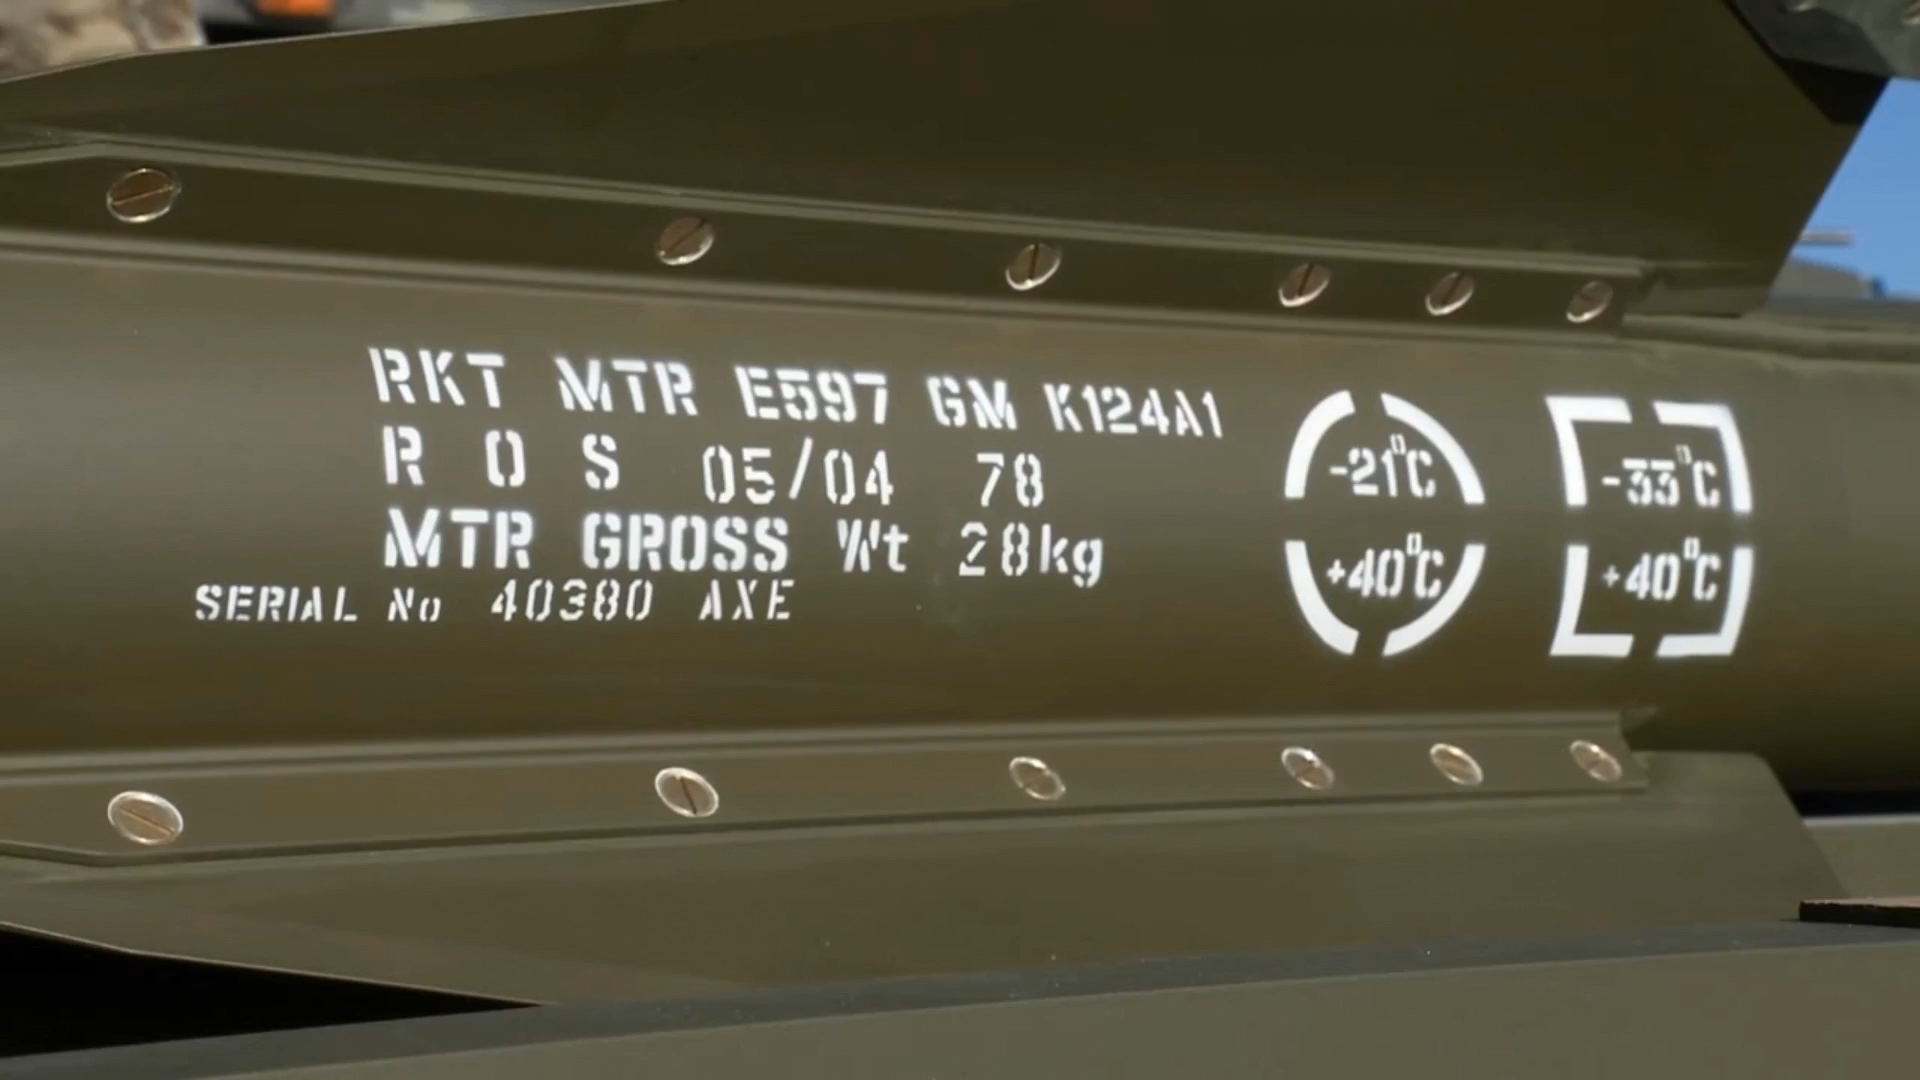 RKT MTR E597 GM K124A1
R O S 05/04 78
MTR GROSS Wt 28kg
SERIAL No 40380 AXE
-21°C
+40°C
-33°C
+40°C